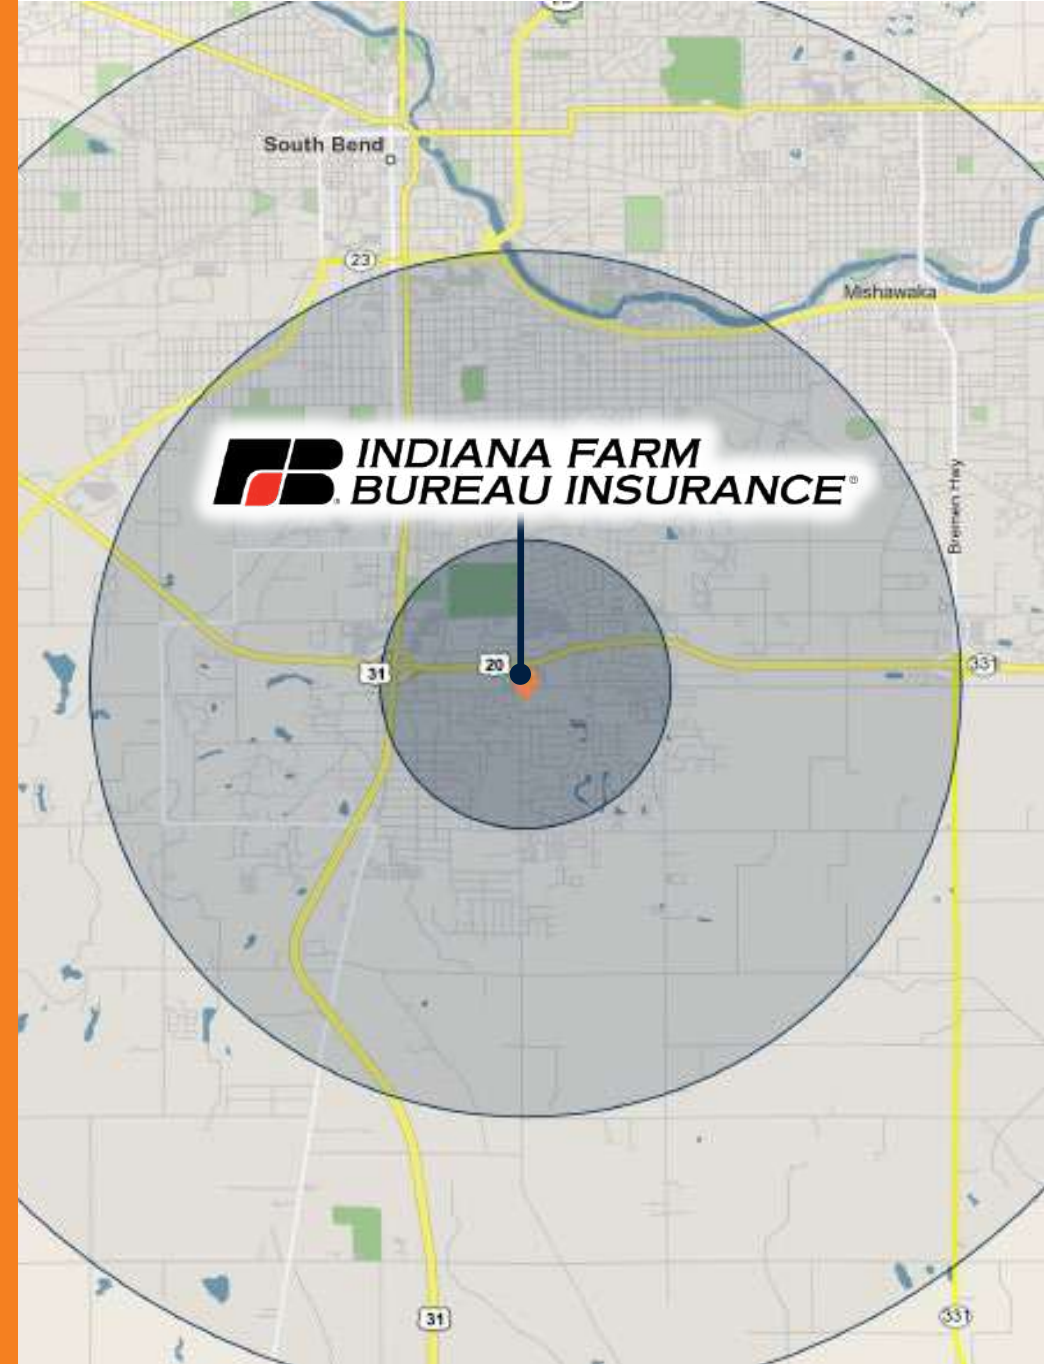 South Bend
23
Mishawaka
INDIANA FARM
BUREAU INSURANCE®
Bremen Hwy
20
31
331
31
331